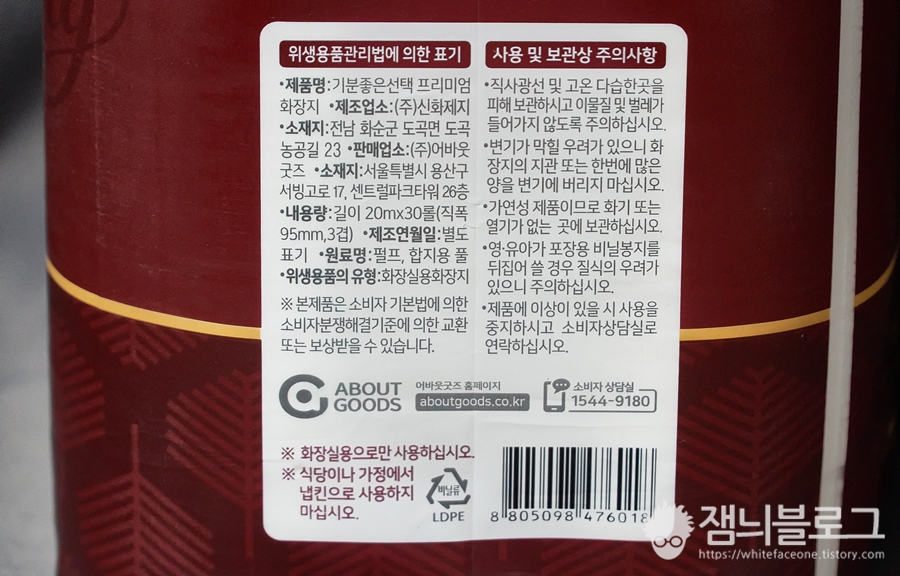 위생용품관리법에 의한 표기
•제품명:기분좋은선택 프리미엄
화장지 •제조업소:(주)신화제지
•소재지:전남 화순군 도곡면 도곡
농공길 23 •판매업소:(주)어바웃
굿즈 •소재지:서울특별시 용산구
서빙고로 17, 센트럴파크타워 26층
•내용량:길이 20mx30롤(직폭
95mm,3겹) •제조연월일:별도
표기 •원료명:펄프, 합지용 풀
•위생용품의 유형:화장실용화장지
※ 본제품은 소비자 기본법에 의한
소비자분쟁해결기준에 의한 교환
또는 보상받을 수 있습니다.
사용 및 보관상 주의사항
•직사광선 및 고온 다습한곳을
피해 보관하시고 이물질 및 벌레가
들어가지 않도록 주의하십시오.
•변기가 막힐 우려가 있으니 화
장지의 지관 또는 한번에 많은
양을 변기에 버리지 마십시오.
•가연성 제품이므로 화기 또는
열기가 없는 곳에 보관하십시오.
•영·유아가 포장용 비닐봉지를
뒤집어 쓸 경우 질식의 우려가
있으니 주의하십시오.
•제품에 이상이 있을 시 사용을
중지하시고 소비자상담실로
연락하십시오.
ABOUT
GOODS
어바웃굿즈 홈페이지
aboutgoods.co.kr
소비자 상담실
1544-9180
※ 화장실용으로만 사용하십시오.
※ 식당이나 가정에서
냅킨으로 사용하지
마십시오.
비닐류
LDPE
8 805098 476018
잼늬블로그
https://whitefaceone.tistory.com